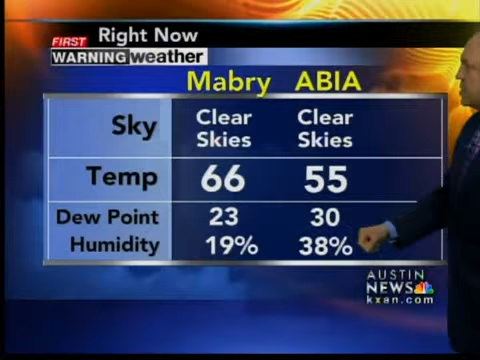 Right Now
FIRST
WARNING weather
Mabry ABIA
Sky Clear Skies Clear Skies
Temp 66 55
Dew Point 23 30
Humidity 19% 38%
AUSTIN
NEWS
kxan.com